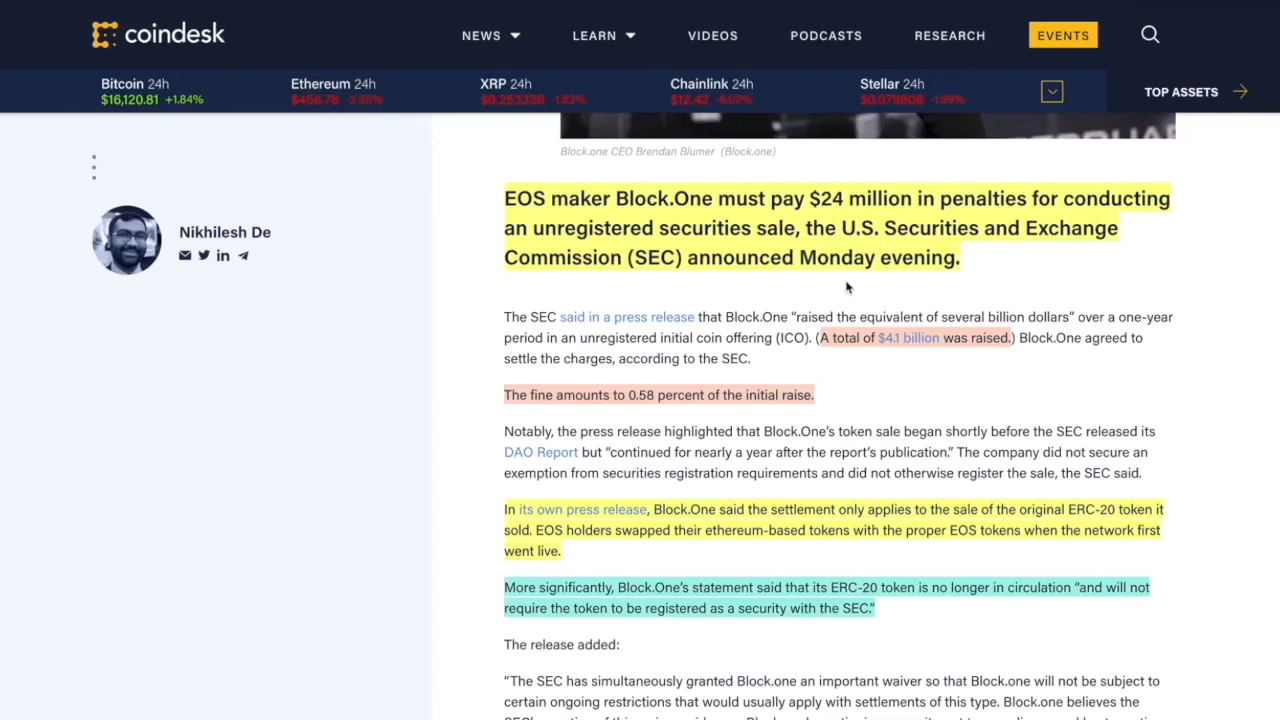 coindesk
NEWS
LEARN
VIDEOS
PODCASTS
RESEARCH
EVENTS
Bitcoin 24h
$16,120.81 +1.84%
Ethereum 24h
$456.78 -2.95%
XRP 24h
$0.253336 -1.83%
Chainlink 24h
$12.42 -6.02%
Stellar 24h
$0.079808 -1.99%
TOP ASSETS
Block.one CEO Brendan Blumer (Block.one)
Nikhilesh De
EOS maker Block.One must pay $24 million in penalties for conducting
an unregistered securities sale, the U.S. Securities and Exchange
Commission (SEC) announced Monday evening.
The SEC said in a press release that Block.One “raised the equivalent of several billion dollars” over a one-year
period in an unregistered initial coin offering (ICO). (A total of $4.1 billion was raised.) Block.One agreed to
settle the charges, according to the SEC.
The fine amounts to 0.58 percent of the initial raise.
Notably, the press release highlighted that Block.One’s token sale began shortly before the SEC released its
DAO Report but “continued for nearly a year after the report’s publication.” The company did not secure an
exemption from securities registration requirements and did not otherwise register the sale, the SEC said.
In its own press release, Block.One said the settlement only applies to the sale of the original ERC-20 token it
sold. EOS holders swapped their ethereum-based tokens with the proper EOS tokens when the network first
went live.
More significantly, Block.One’s statement said that its ERC-20 token is no longer in circulation “and will not
require the token to be registered as a security with the SEC.”
The release added:
“The SEC has simultaneously granted Block.one an important waiver so that Block.one will not be subject to
certain ongoing restrictions that would usually apply with settlements of this type. Block.one believes the